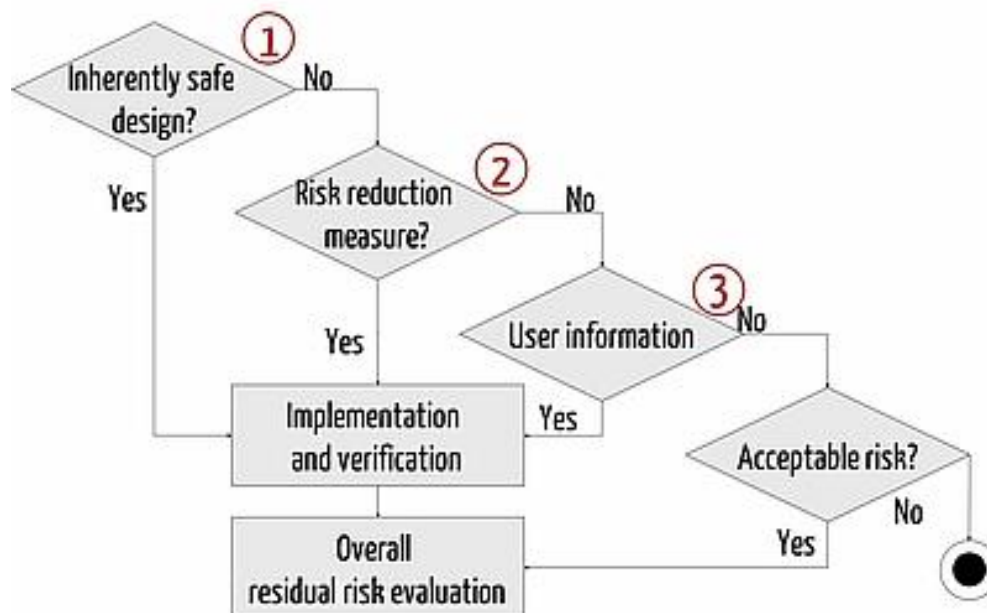 1
Inherently safe
design?
No
Yes
2
Risk reduction
measure?
No
Yes
3
User information
No
Yes
Implementation
and verification
Acceptable risk?
No
Yes
Overall
residual risk evaluation